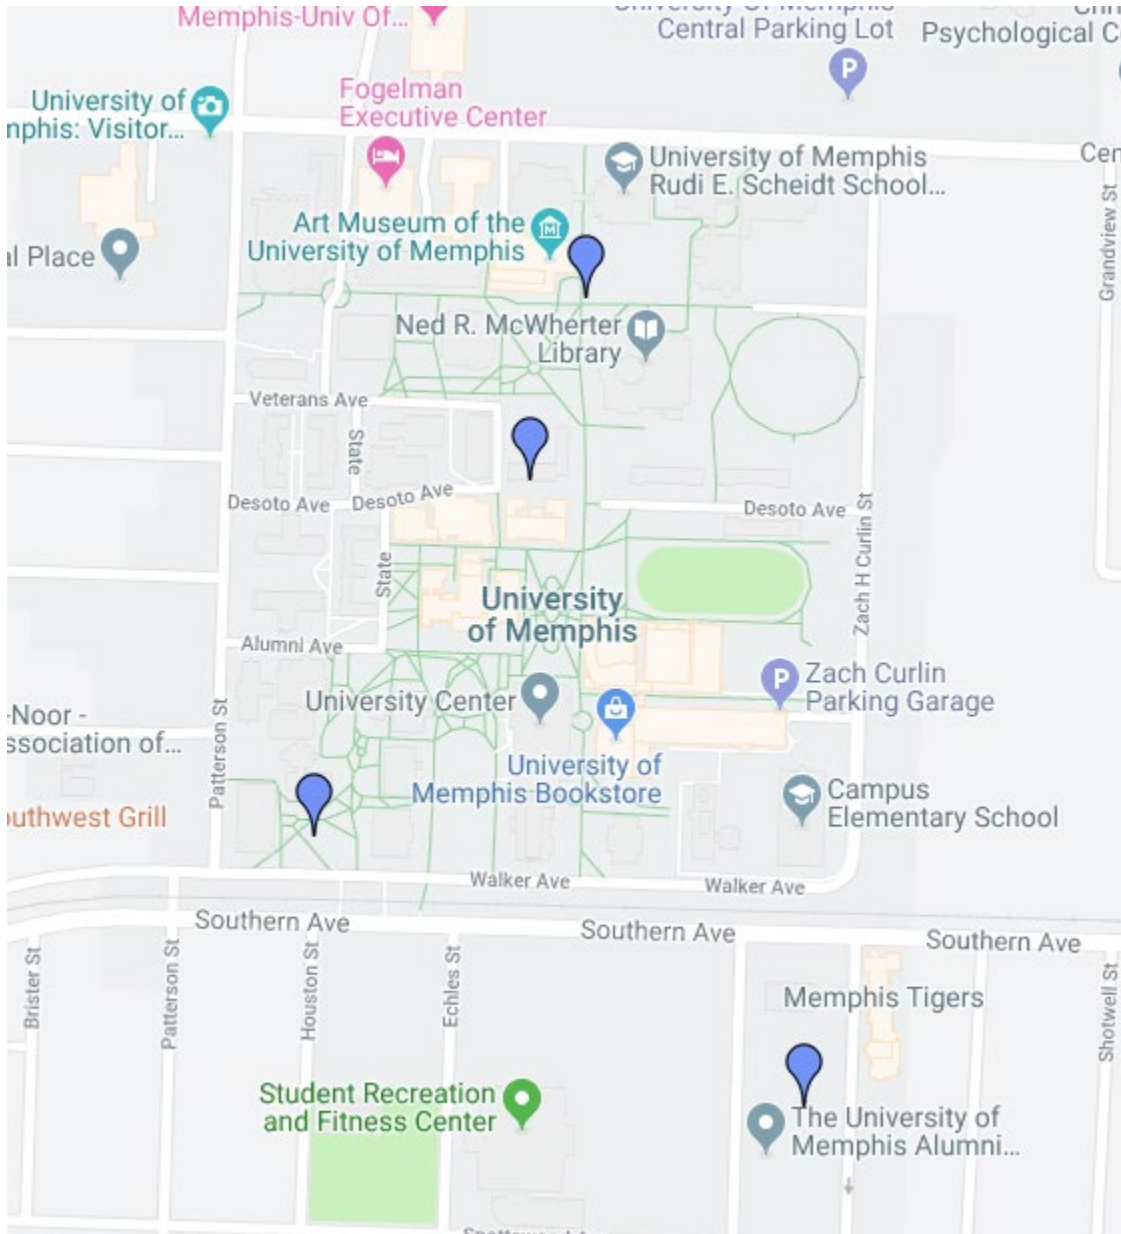 Memphis-Univ Of...
University Of Memphis
Central Parking Lot
Psychological
P
University of
mphis: Visitor...
Fogelman
Executive Center
University of Memphis
Rudi E. Scheidt School...
Cen
Grandview St
Art Museum of the
University of Memphis
M
al Place
Ned R. McWherter
Library
Veterans Ave
State
Desoto Ave
Desoto Ave
Desoto Ave
Zach H Curlin St
State
University
of Memphis
Alumni Ave
University Center
P
Zach Curlin
Parking Garage
-Noor -
ssociation of...
Patterson St
University of
Memphis Bookstore
Campus
Elementary School
outhwest Grill
Walker Ave
Walker Ave
Southern Ave
Southern Ave
Southern Ave
Brister St
Patterson St
Houston St
Echles St
Shotwell St
Memphis Tigers
Student Recreation
and Fitness Center
The University of
Memphis Alumni...